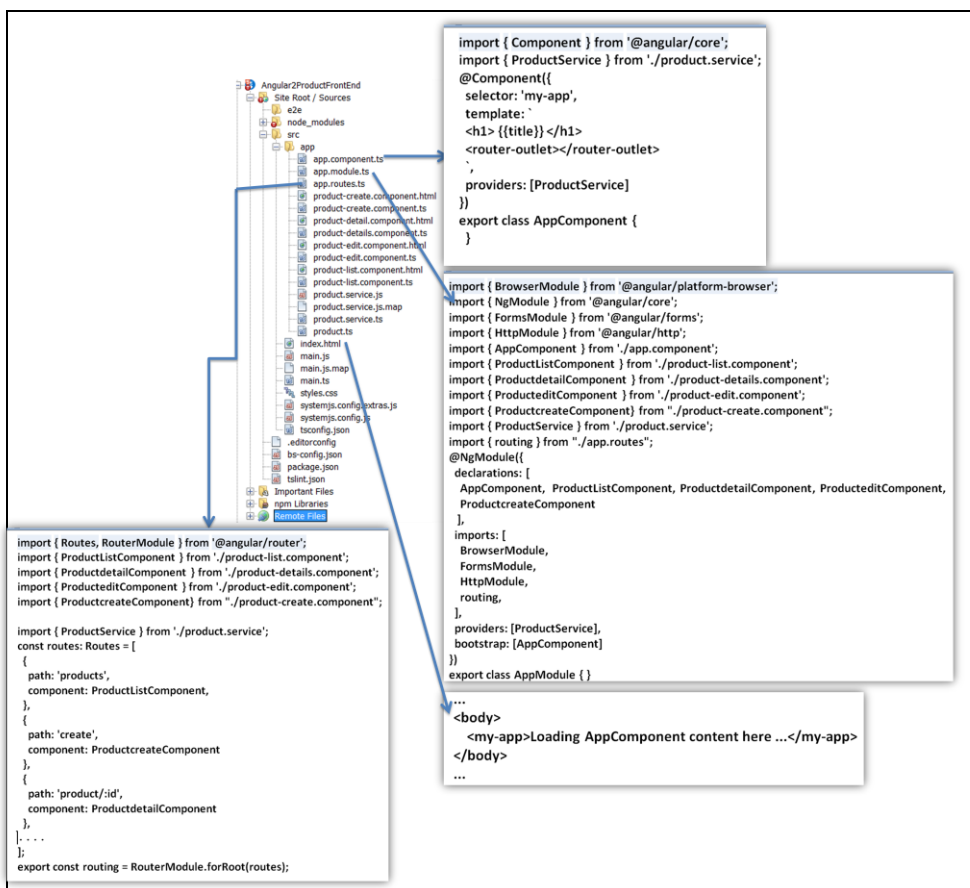 Angular2ProductFrontEnd
Site Root / Sources
e2e
node_modules
src
app
app.component.ts
app.module.ts
app.routes.ts
product-create.component.html
product-create.component.ts
product-detail.component.html
product-details.component.ts
product-edit.component.html
product-edit.component.ts
product-list.component.html
product-list.component.ts
product.service.js
product.service.js.map
product.service.ts
product.ts
index.html
main.js
main.js.map
main.ts
styles.css
systemjs.config.extras.js
systemjs.config.js
tsconfig.json
.editorconfig
bs-config.json
package.json
tslint.json
Important Files
npm Libraries
Remote Files
import { Component } from '@angular/core';
import { ProductService } from './product.service';
@Component({
selector: 'my-app',
template: `
<h1> {{title}} </h1>
<router-outlet></router-outlet>
`,
providers: [ProductService]
})
export class AppComponent {
}
import { BrowserModule } from '@angular/platform-browser';
import { NgModule } from '@angular/core';
import { FormsModule } from '@angular/forms';
import { HttpModule } from '@angular/http';
import { AppComponent } from './app.component';
import { ProductListComponent } from './product-list.component';
import { ProductdetailComponent } from './product-details.component';
import { ProducteditComponent } from './product-edit.component';
import { ProductcreateComponent} from "./product-create.component";
import { ProductService } from './product.service';
import { routing } from "./app.routes";
@NgModule({
declarations: [
AppComponent, ProductListComponent, ProductdetailComponent, ProducteditComponent,
ProductcreateComponent
],
imports: [
BrowserModule,
FormsModule,
HttpModule,
routing,
],
providers: [ProductService],
bootstrap: [AppComponent]
})
export class AppModule { }
...
<body>
<my-app>Loading AppComponent content here ...</my-app>
</body>
...
import { Routes, RouterModule } from '@angular/router';
import { ProductListComponent } from './product-list.component';
import { ProductdetailComponent } from './product-details.component';
import { ProducteditComponent } from './product-edit.component';
import { ProductcreateComponent} from "./product-create.component";
import { ProductService } from './product.service';
const routes: Routes = [
{
path: 'products',
component: ProductListComponent,
},
{
path: 'create',
component: ProductcreateComponent
},
{
path: 'product/:id',
component: ProductdetailComponent
},
. . . .
];
export const routing = RouterModule.forRoot(routes);